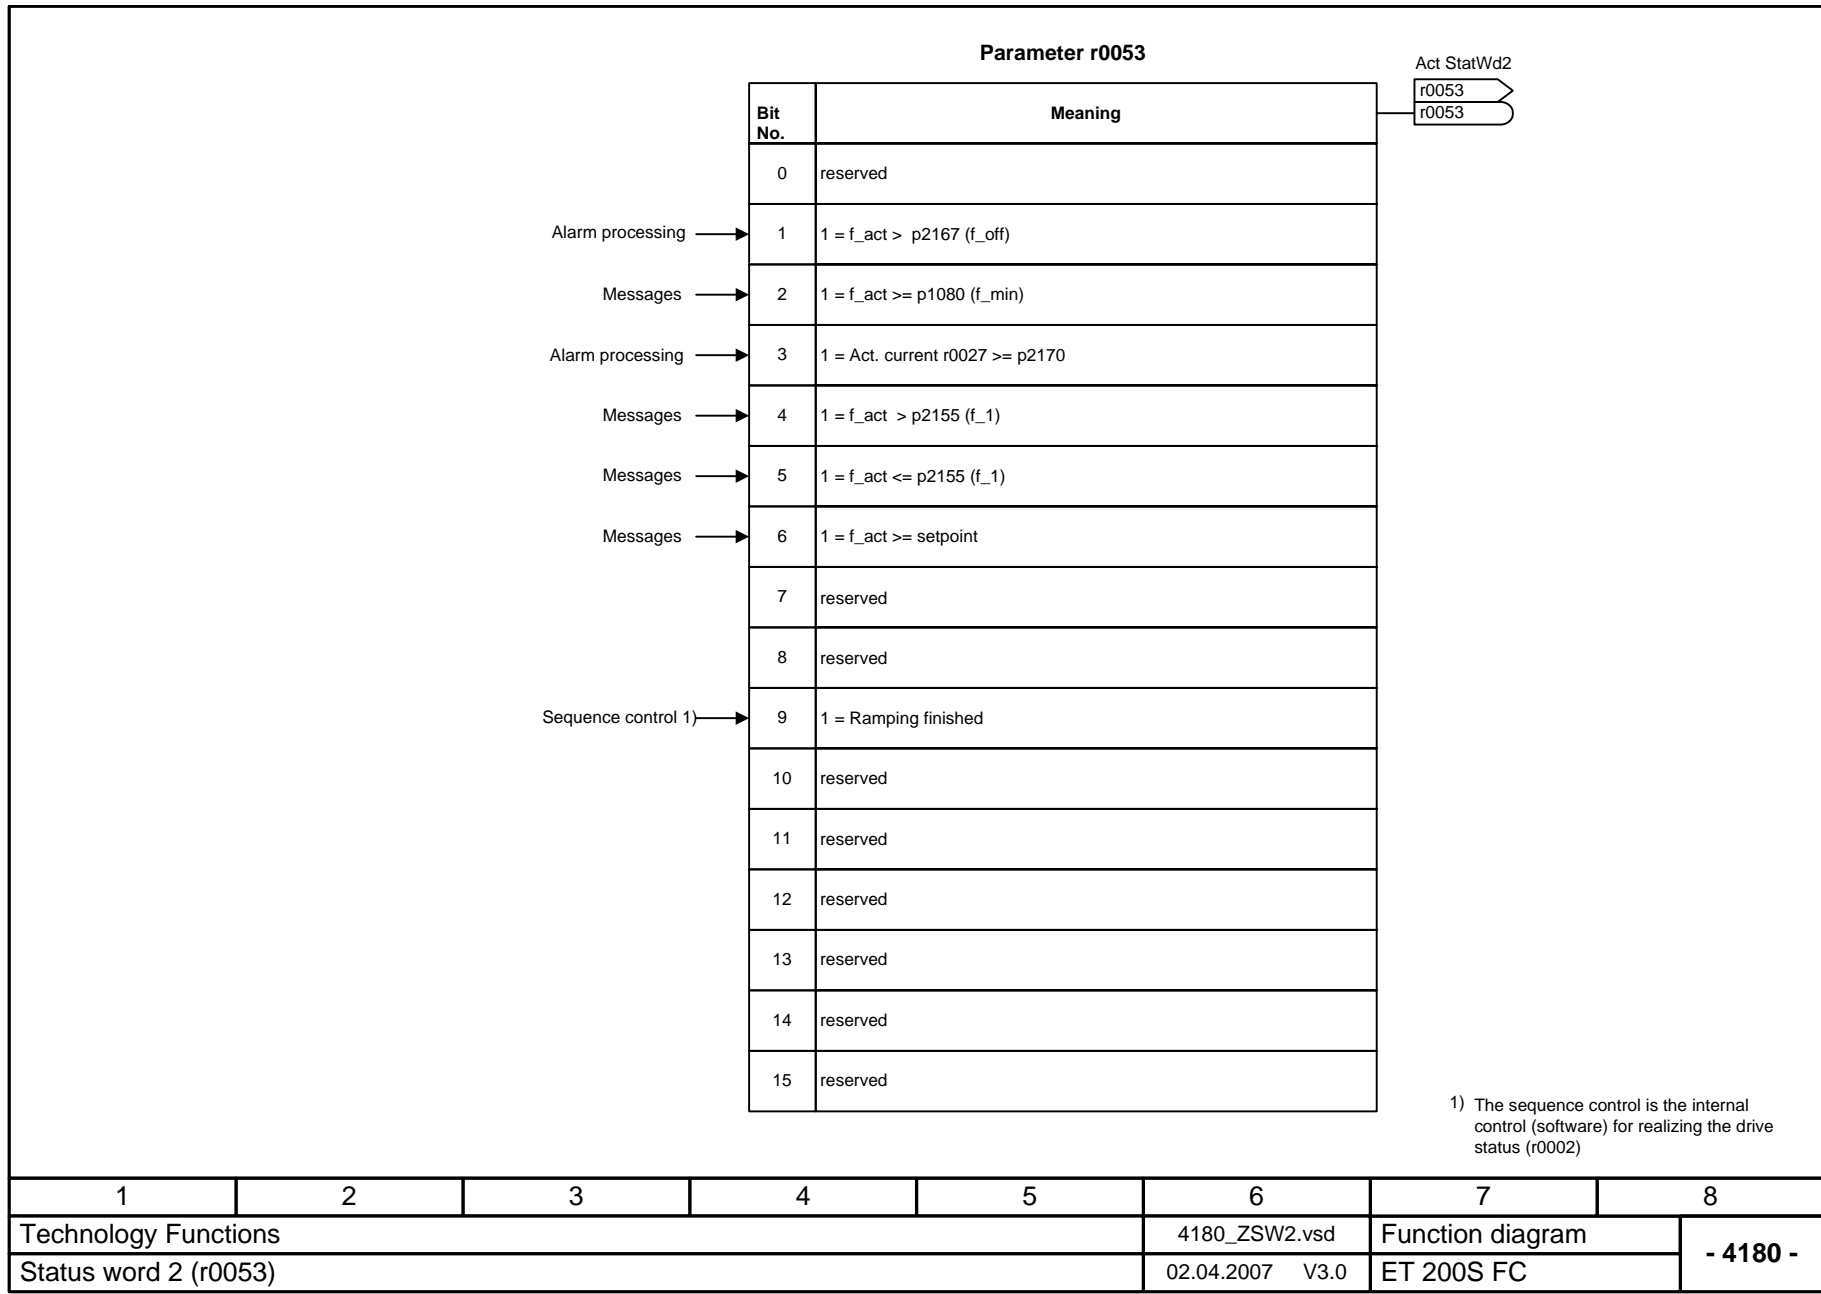 Parameter r0053
Act StatWd2
r0053
r0053
Bit No.
Meaning
0 reserved
Alarm processing 1 1 = f_act > p2167 (f_off)
Messages 2 1 = f_act >= p1080 (f_min)
Alarm processing 3 1 = Act. current r0027 >= p2170
Messages 4 1 = f_act > p2155 (f_1)
Messages 5 1 = f_act <= p2155 (f_1)
Messages 6 1 = f_act >= setpoint
7 reserved
8 reserved
Sequence control 1) 9 1 = Ramping finished
10 reserved
11 reserved
12 reserved
13 reserved
14 reserved
15 reserved
1) The sequence control is the internal
control (software) for realizing the drive
status (r0002)
1 2 3 4 5 6 7 8
Technology Functions 4180_ZSW2.vsd Function diagram
- 4180 -
Status word 2 (r0053) 02.04.2007 V3.0 ET 200S FC